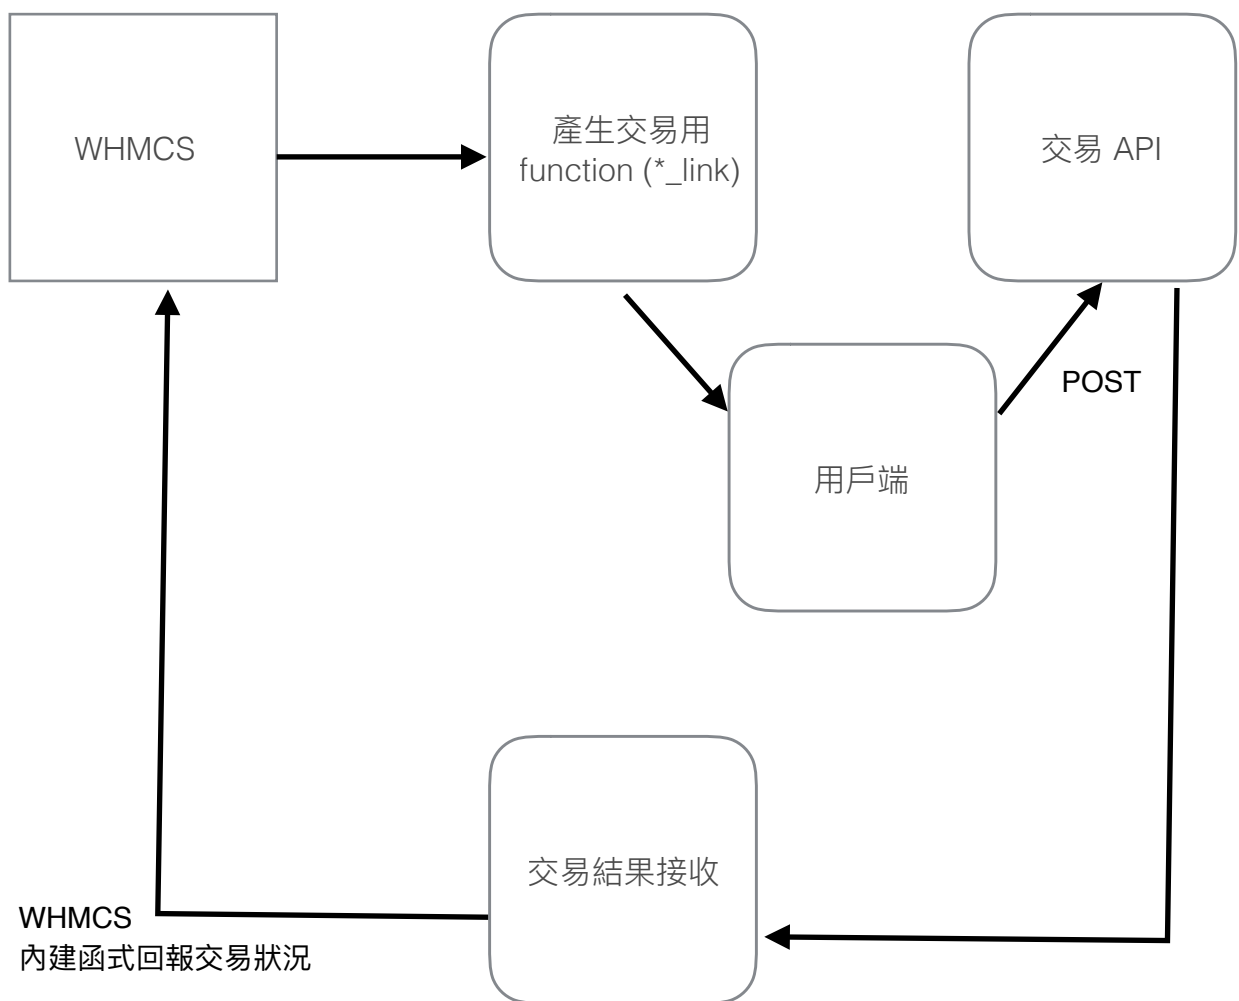 WHMCS
產生交易用
function (*_link)
交易 API
POST
用戶端
交易結果接收
WHMCS
內建函式回報交易狀況